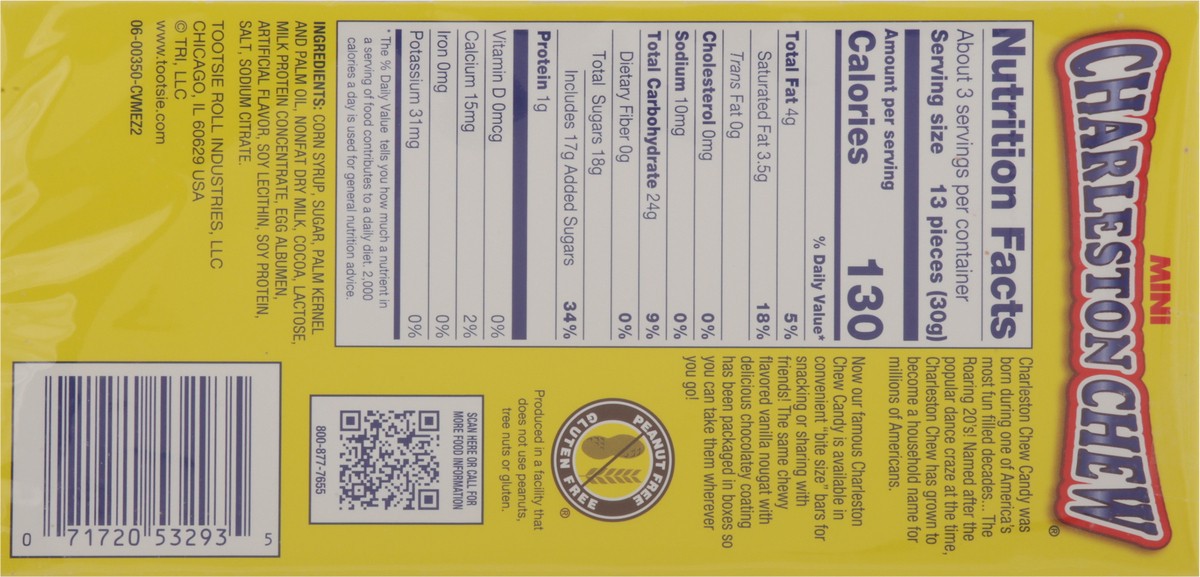 MINI
CHARLESTON CHEW®
Nutrition Facts
About 3 servings per container
Serving size 13 pieces (30g)
Amount per serving
Calories 130
% Daily Value*
Total Fat 4g 5%
Saturated Fat 3.5g 18%
Trans Fat 0g
Cholesterol 0mg 0%
Sodium 10mg 0%
Total Carbohydrate 24g 9%
Dietary Fiber 0g 0%
Total Sugars 18g
Includes 17g Added Sugars 34%
Protein 1g
Vitamin D 0mcg 0%
Calcium 15mg 2%
Iron 0mg 0%
Potassium 31mg 0%
*The % Daily Value tells you how much a nutrient in
a serving of food contributes to a daily diet. 2,000
calories a day is used for general nutrition advice.
INGREDIENTS: CORN SYRUP, SUGAR, PALM KERNEL
AND PALM OIL, NONFAT DRY MILK, COCOA, LACTOSE,
MILK PROTEIN CONCENTRATE, EGG ALBUMEN,
ARTIFICIAL FLAVOR, SOY LECITHIN, SOY PROTEIN,
SALT, SODIUM CITRATE.
TOOTSIE ROLL INDUSTRIES, LLC
CHICAGO, IL 60629 USA
© TRI, LLC
www.tootsie.com
06-00350-CVMEZ2
Charleston Chew Candy was
born during one of America's
most fun filled decades... The
Roaring 20's! Named after the
popular dance craze at the time,
Charleston Chew has grown to
become a household name for
millions of Americans.
Now our famous Charleston
Chew Candy is available in
convenient "bite size" bars for
snacking or sharing with
friends! The same chewy
flavored vanilla nougat with
delicious chocolatey coating
has been packaged in boxes so
you can take them wherever
you go!
PEANUT FREE
GLUTEN FREE
®
Produced in a facility that
does not use peanuts,
tree nuts or gluten.
SCAN HERE OR CALL FOR
MORE FOOD INFORMATION
800-877-7655
0 71720 53293 5